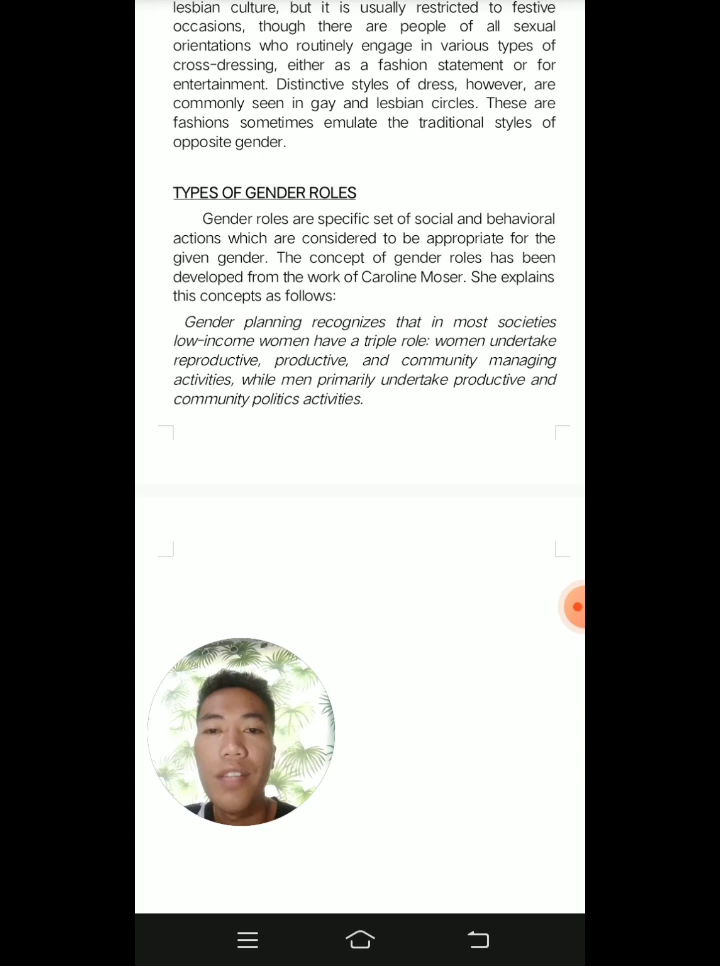 lesbian culture, but it is usually restricted to festive
occasions, though there are people of all sexual
orientations who routinely engage in various types of
cross-dressing, either as a fashion statement or for
entertainment. Distinctive styles of dress, however, are
commonly seen in gay and lesbian circles. These are
fashions sometimes emulate the traditional styles of
opposite gender.
TYPES OF GENDER ROLES
Gender roles are specific set of social and behavioral
actions which are considered to be appropriate for the
given gender. The concept of gender roles has been
developed from the work of Caroline Moser. She explains
this concepts as follows:
Gender planning recognizes that in most societies
low-income women have a triple role: women undertake
reproductive, productive, and community managing
activities, while men primarily undertake productive and
community politics activities.